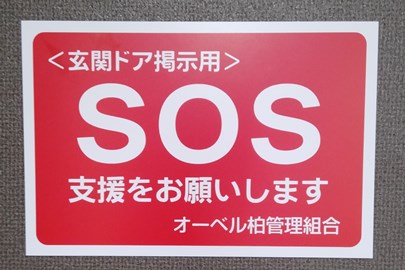 ＜玄関ドア掲示用＞
SOS
支援をお願いします
オーベル柏管理組合